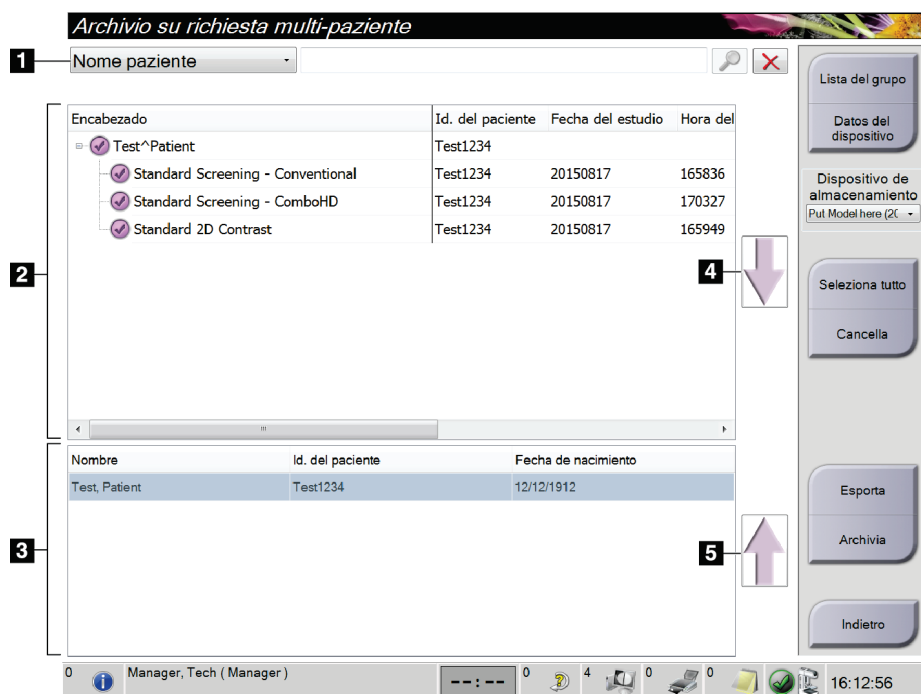 Archivio su richiesta multi-paziente
1
Nome paziente
2
Encabezado Id. del paciente Fecha del estudio Hora del
Test^Patient Test1234
Standard Screening - Conventional Test1234 20150817 165836
Standard Screening - ComboHD Test1234 20150817 170327
Standard 2D Contrast Test1234 20150817 165949
4
3
Nombre Id. del paciente Fecha de nacimiento
Test, Patient Test1234 12/12/1912
5
Lista del grupo
Datos del
dispositivo
Dispositivo de
almacenamiento
Put Model here (20
Seleziona tutto
Cancella
Esporta
Archivia
Indietro
0 Manager, Tech ( Manager ) --:-- 0 4 0 0 16:12:56